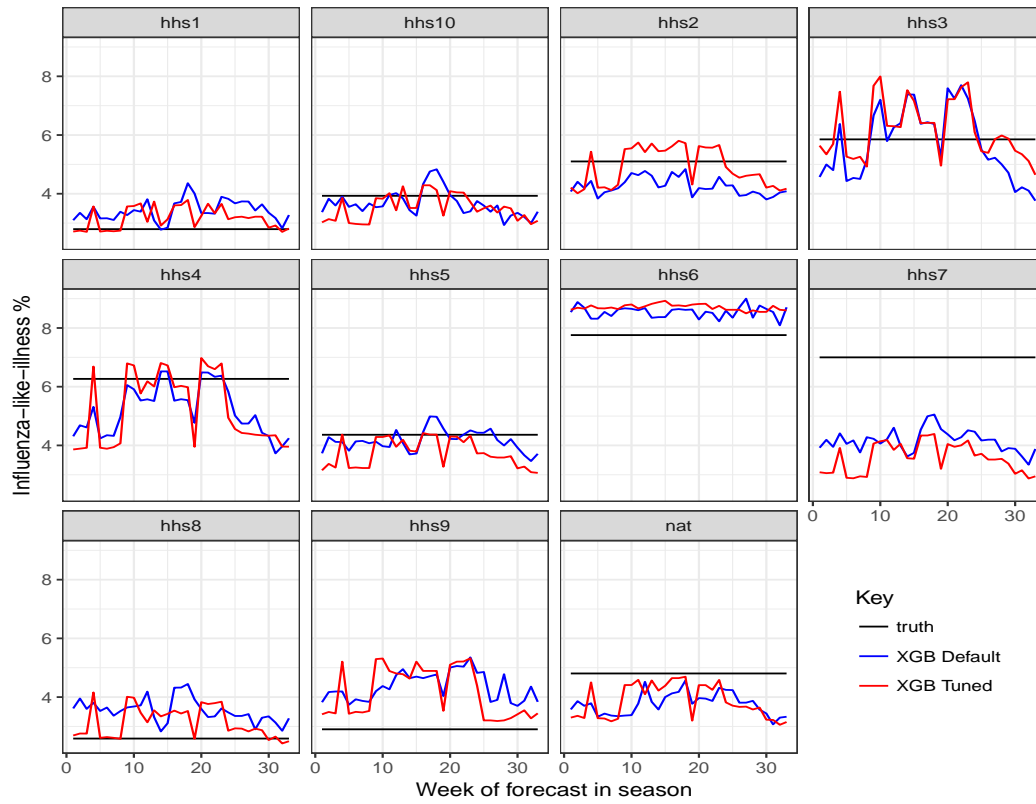 hhs1 hhs10 hhs2 hhs3
8
6
4
hhs4 hhs5 hhs6 hhs7
8
6
4
0 10 20 30
hhs8 hhs9 nat
8
6
4
0 10 20 30 0 10 20 30 0 10 20 30
Influenza-like-illness %
Week of forecast in season
Key
truth
XGB Default
XGB Tuned